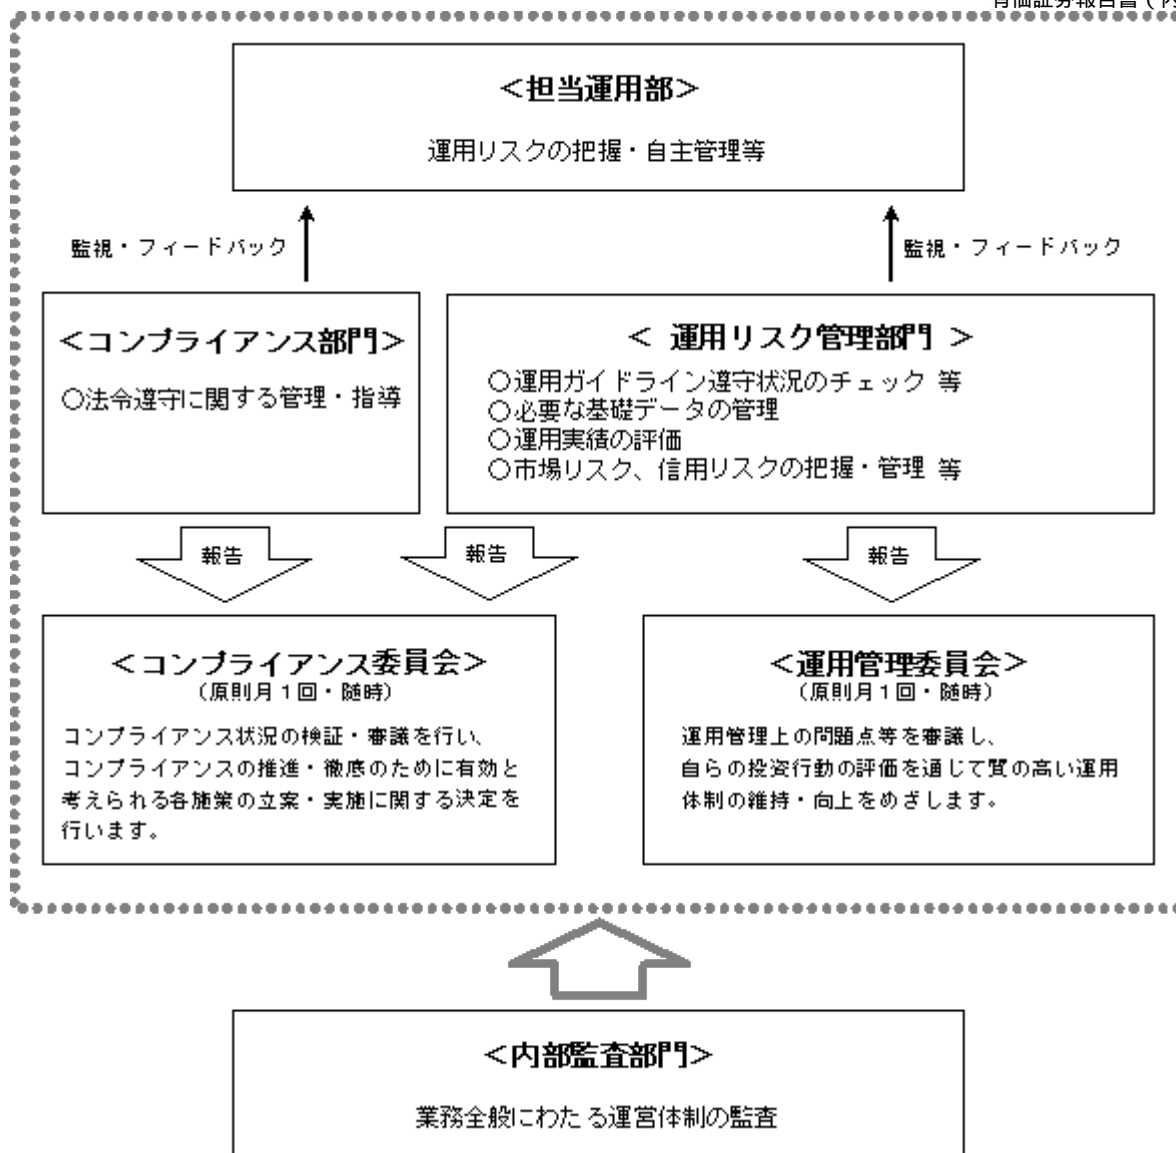 有価証券報告書(内
＜担当運用部＞
運用リスクの把握・自主管理等
監視・フィードバック
監視・フィードバック
＜コンプライアンス部門＞
○法令遵守に関する管理・指導
＜ 運用リスク管理部門 ＞
○運用ガイドライン遵守状況のチェック 等
○必要な基礎データの管理
○運用実績の評価
○市場リスク、信用リスクの把握・管理 等
報告
報告
報告
＜コンプライアンス委員会＞
（原則月１回・随時）
コンプライアンス状況の検証・審議を行い、
コンプライアンスの推進・徹底のために有効と
考えられる各施策の立案・実施に関する決定を
行います。
＜運用管理委員会＞
（原則月１回・随時）
運用管理上の問題点等を審議し、
自らの投資行動の評価を通じて質の高い運用
体制の維持・向上をめざします。
＜内部監査部門＞
業務全般にわたる運営体制の監査